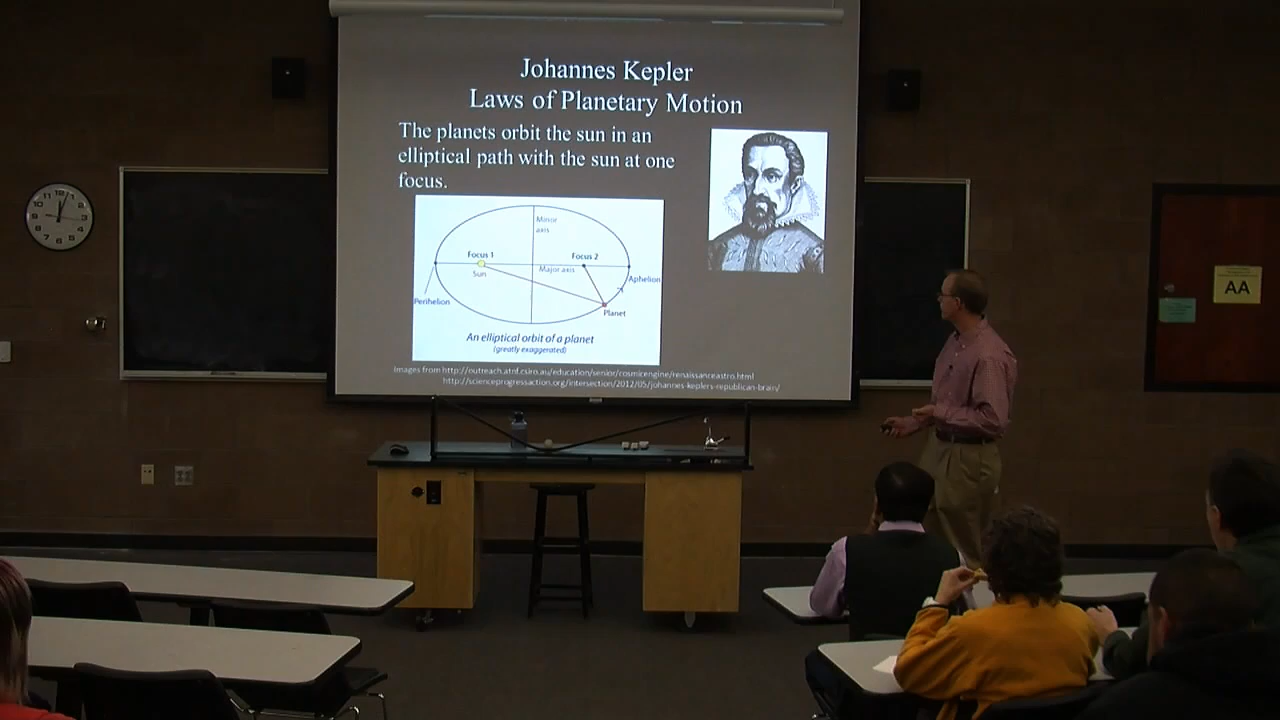 Johannes Kepler
Laws of Planetary Motion
The planets orbit the sun in an
elliptical path with the sun at one
focus.
Minor
axis
Focus 1
Focus 2
Sun
Major axis
Aphelion
Perihelion
Planet
An elliptical orbit of a planet
(greatly exaggerated)
Images from http://outreach.atnf.csiro.au/education/senior/cosmicengine/renaissanceastro.html
http://scienceprogressaction.org/intersection/2012/05/johannes-keplers-republican-brain/
AA